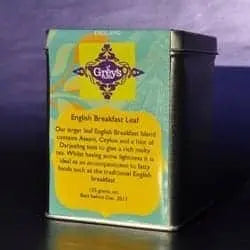 ENGLAND
Greys
English Breakfast Leaf
Our larger leaf English Breakfast blend
contains Assam, Ceylon and a hint of
Darjeeling teas to give a rich malty
tea. Whilst having some lightness it is
ideal as an accompaniment to fatty
foods such as the traditional English
breakfast
125 grams net
Best Before Dec. 2017